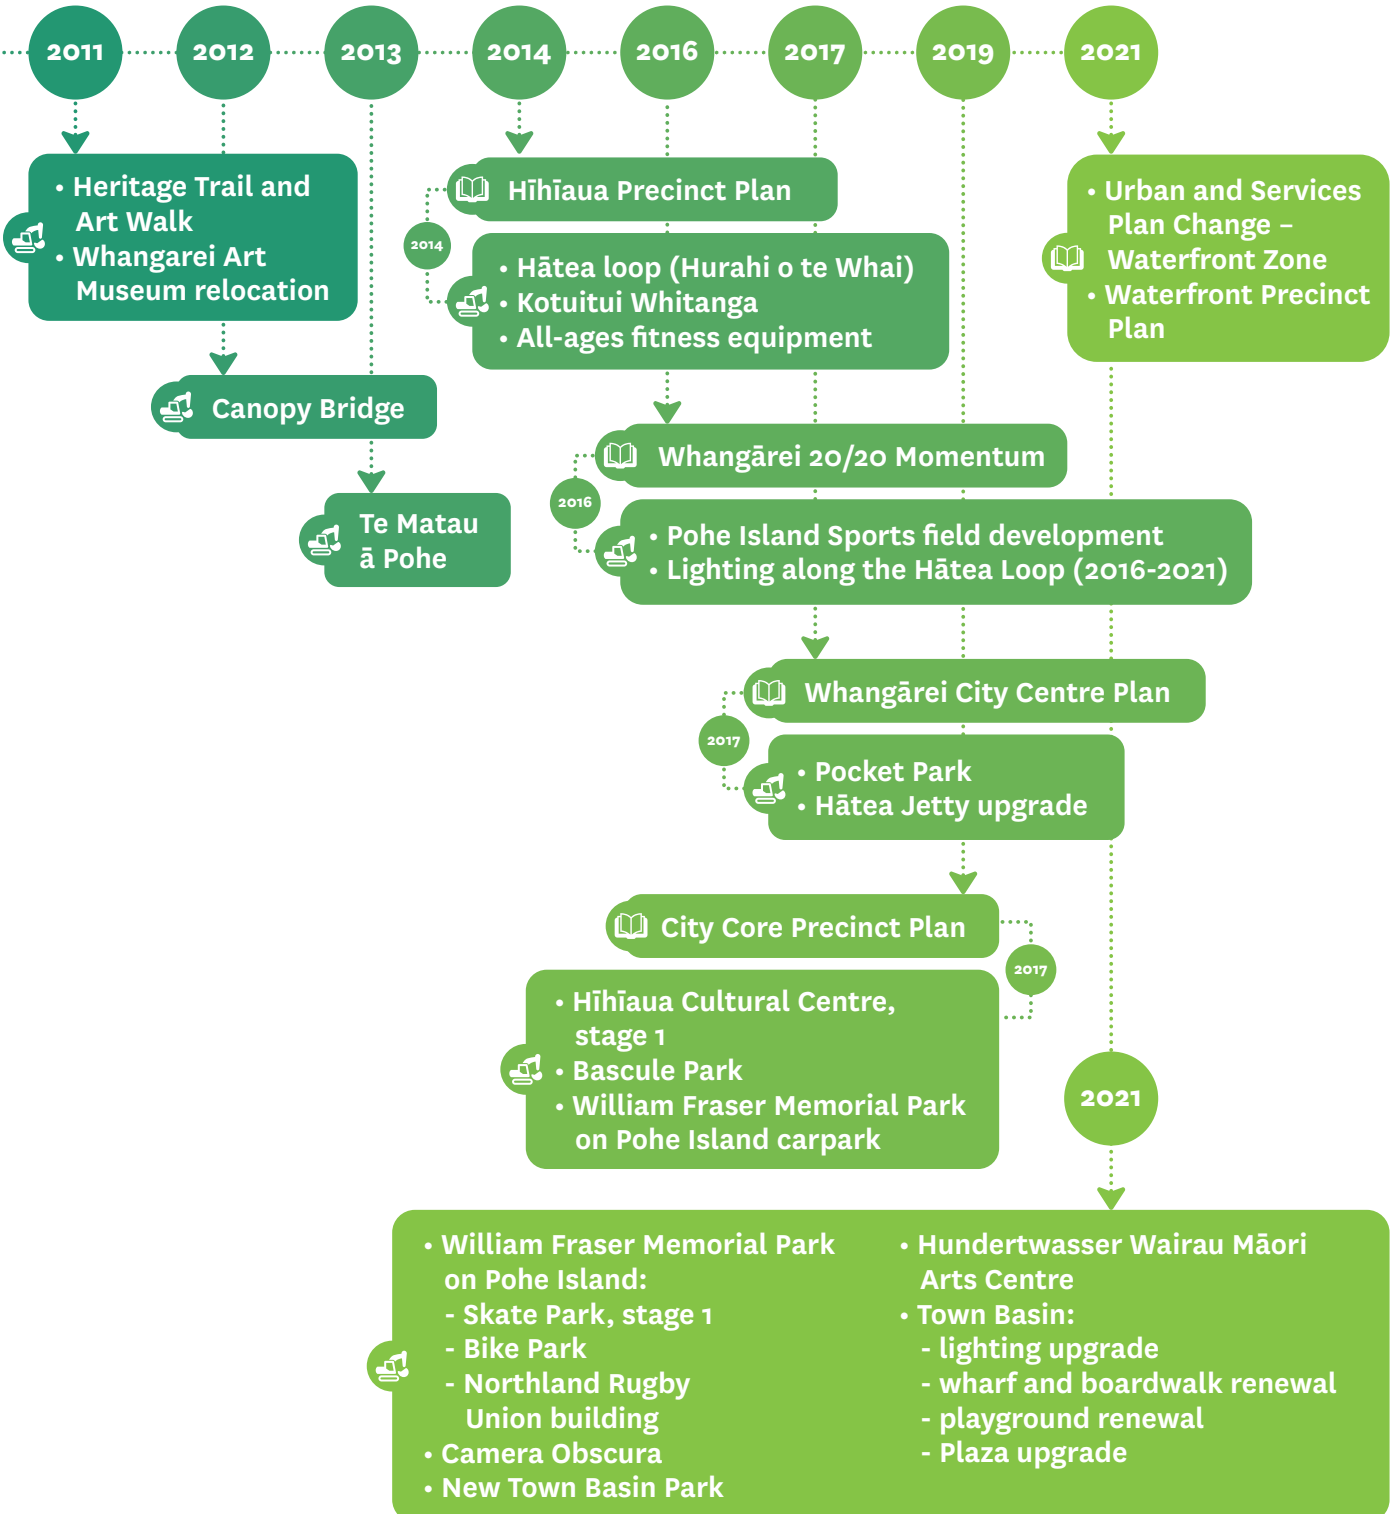 2011
2012
2013
2014
2016
2017
2019
2021
• Heritage Trail and
Art Walk
• Whangarei Art
Museum relocation
Canopy Bridge
Te Matau
ā Pohe
Hīhīaua Precinct Plan
2014
• Hātea loop (Hurahi o te Whai)
• Kotuitui Whitanga
• All-ages fitness equipment
Whangārei 20/20 Momentum
2016
• Pohe Island Sports field development
• Lighting along the Hātea Loop (2016-2021)
Whangārei City Centre Plan
2017
• Pocket Park
• Hātea Jetty upgrade
City Core Precinct Plan
2017
• Hīhīaua Cultural Centre,
stage 1
• Bascule Park
• William Fraser Memorial Park
on Pohe Island carpark
• Urban and Services
Plan Change –
Waterfront Zone
• Waterfront Precinct
Plan
2021
• William Fraser Memorial Park
on Pohe Island:
- Skate Park, stage 1
- Bike Park
- Northland Rugby
Union building
• Camera Obscura
• New Town Basin Park
• Hundertwasser Wairau Māori
Arts Centre
• Town Basin:
- lighting upgrade
- wharf and boardwalk renewal
- playground renewal
- Plaza upgrade